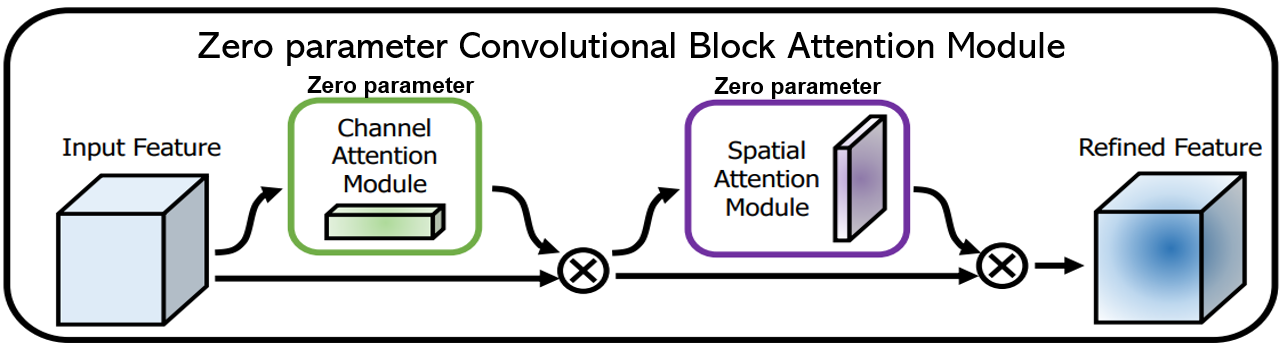 Zero parameter Convolutional Block Attention Module
Zero parameter
Zero parameter
Input Feature
Channel
Attention
Module
Spatial
Attention
Module
Refined Feature